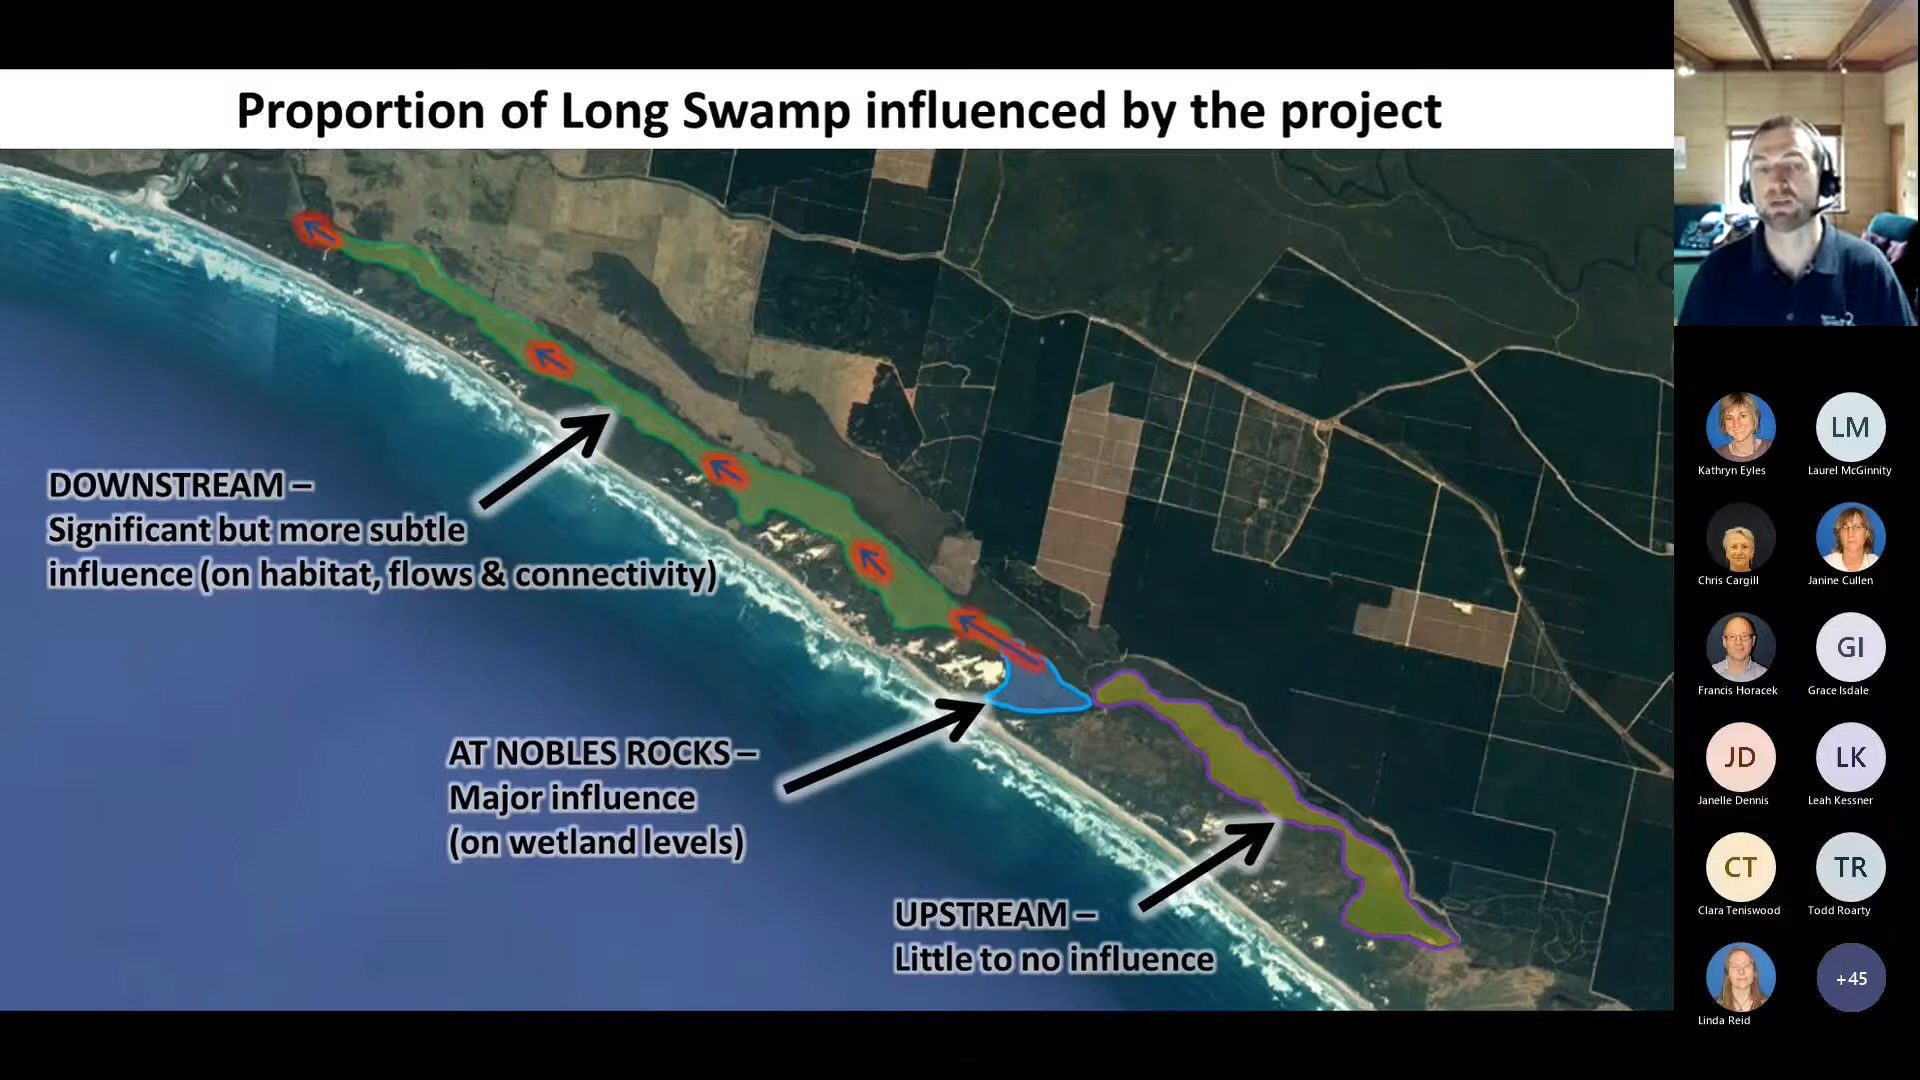 Proportion of Long Swamp influenced by the project
DOWNSTREAM –
Significant but more subtle
influence (on habitat, flows & connectivity)
AT NOBLES ROCKS –
Major influence
(on wetland levels)
UPSTREAM –
Little to no influence
Kathryn Eyles
LM
Laurel McGinnity
Chris Cargill
Janine Cullen
Francis Horacek
GI
Grace Isdale
JD
Janelle Dennis
LK
Leah Kessner
CT
Clara Teniswood
TR
Todd Roarty
Linda Reid
+45